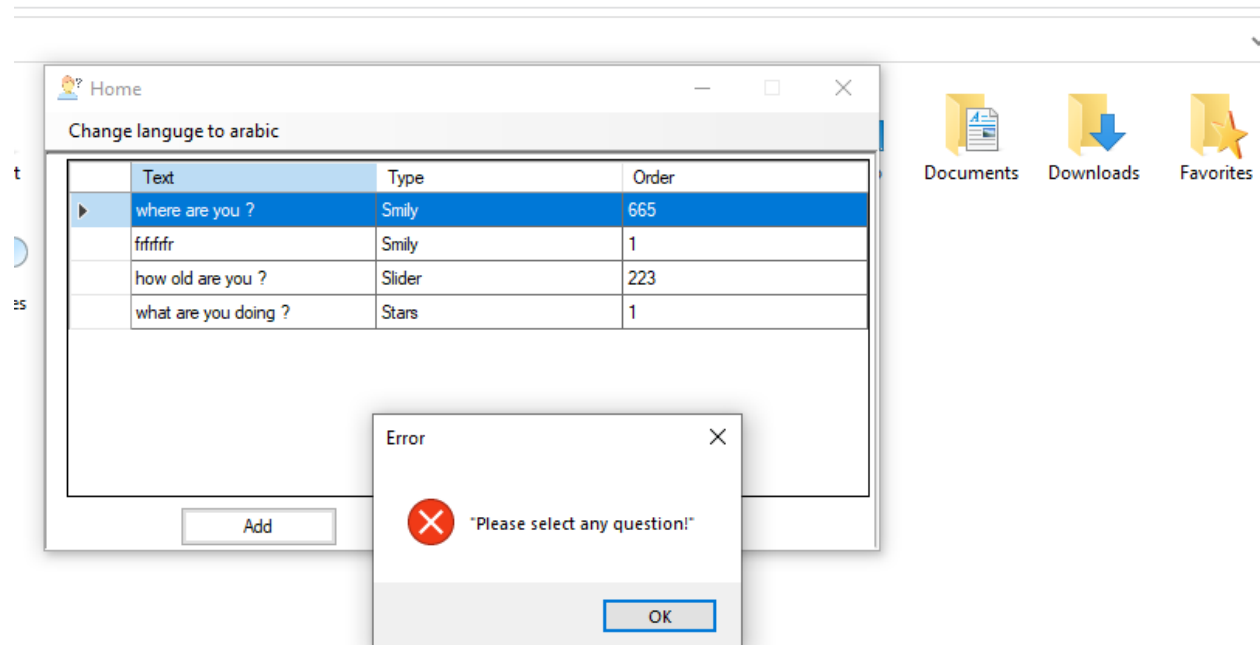 Home
Change languge to arabic
Text Type Order
where are you ? Smily 665
frfrfrfr Smily 1
how old are you ? Slider 223
what are you doing ? Stars 1
Add
Error
"Please select any question!"
OK
Documents Downloads Favorites
t
es